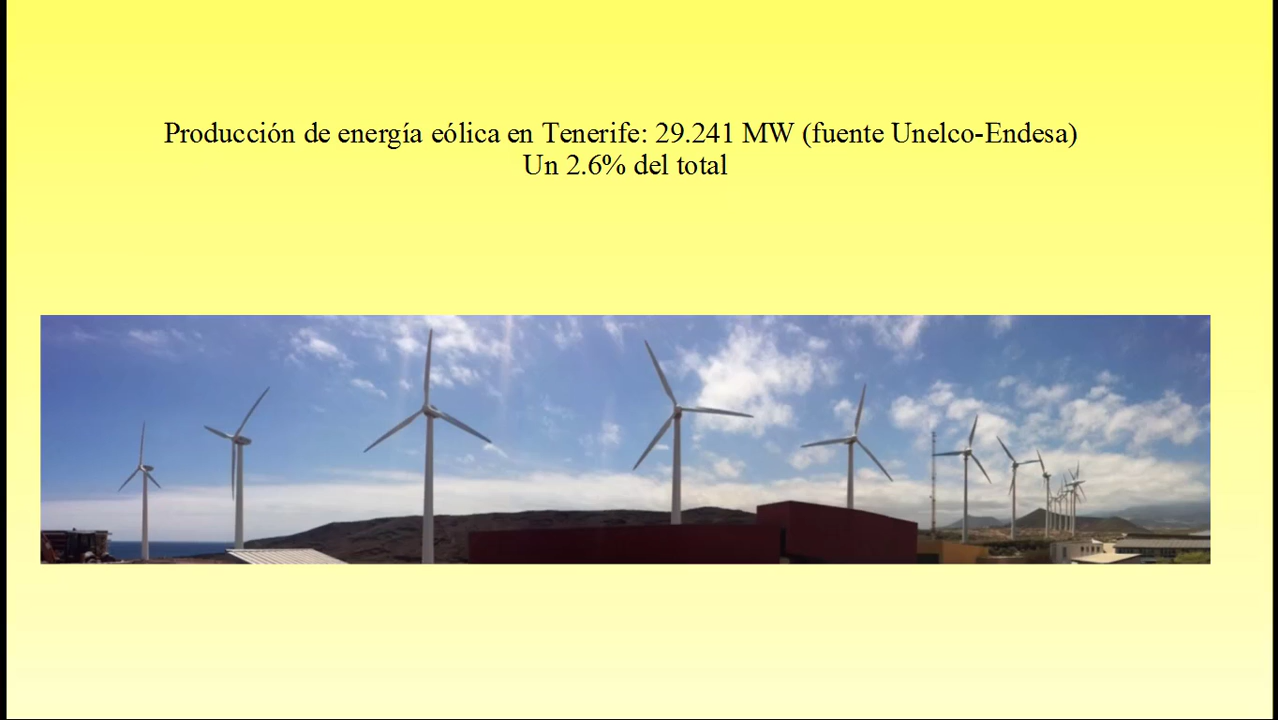 Producción de energía eólica en Tenerife: 29.241 MW (fuente Unelco-Endesa)
Un 2.6% del total